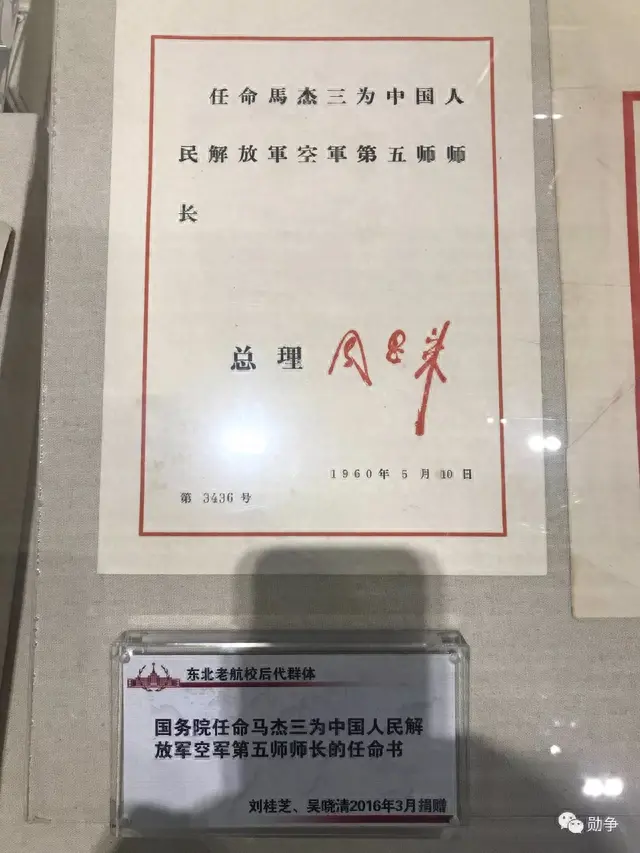 任命馬杰三为中国人
民解放軍空軍第五师师
长
总理 周恩来
1960年5月10日
第 3436 号
东北老航校后代群体
国务院任命马杰三为中国人民解
放军空军第五师师长的任命书
刘桂芝、吴晓清2016年3月捐赠
勋争